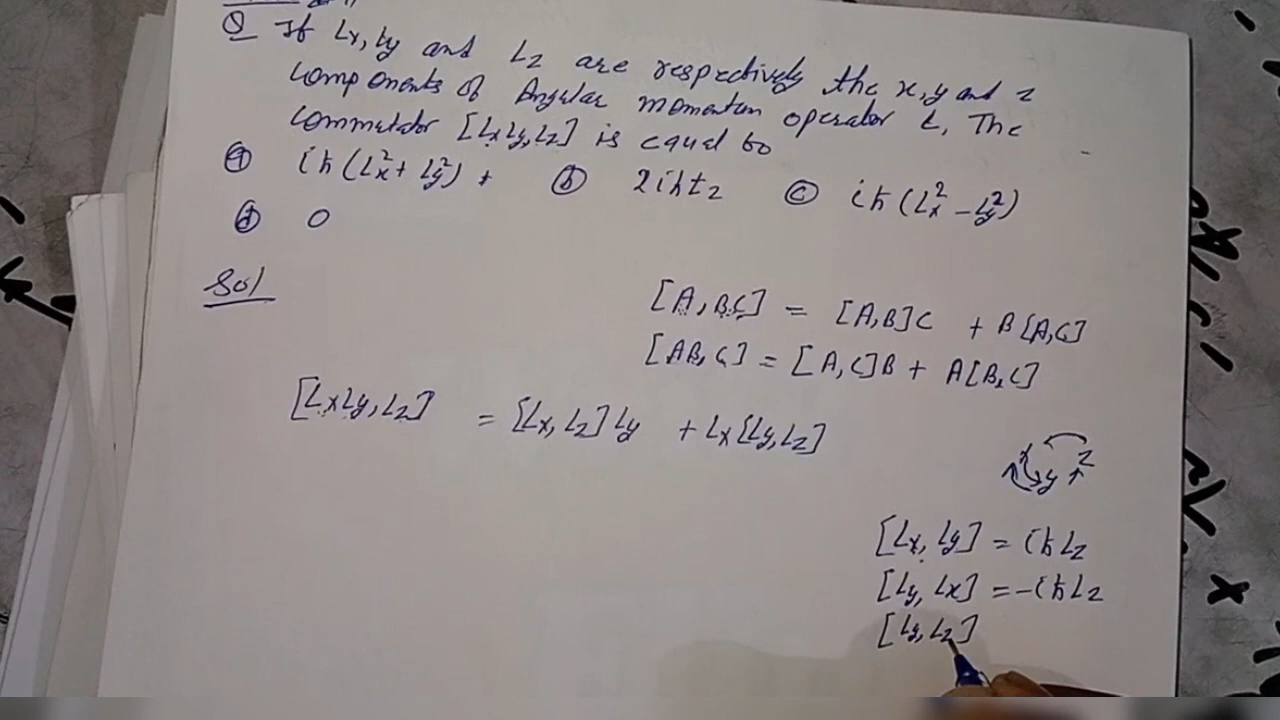 Q If Lx, Ly and Lz are respectively the x, y and z
components of Angular momentum operator L, The
commutator [LxLy, Lz] is equal to
ⓐ iħ(Lx² + Ly²) ⓑ 2iħLz ⓒ iħ(Lx² - Ly²)
ⓓ 0
Sol
[A, BC] = [A,B]C + B[A,C]
[AB, C] = [A,C]B + A[B,C]
[LxLy, Lz] = [Lx, Lz]Ly + Lx[Ly, Lz]
x y z
[Lx, Ly] = iħLz
[Ly, Lx] = -iħLz
[Ly, Lz]